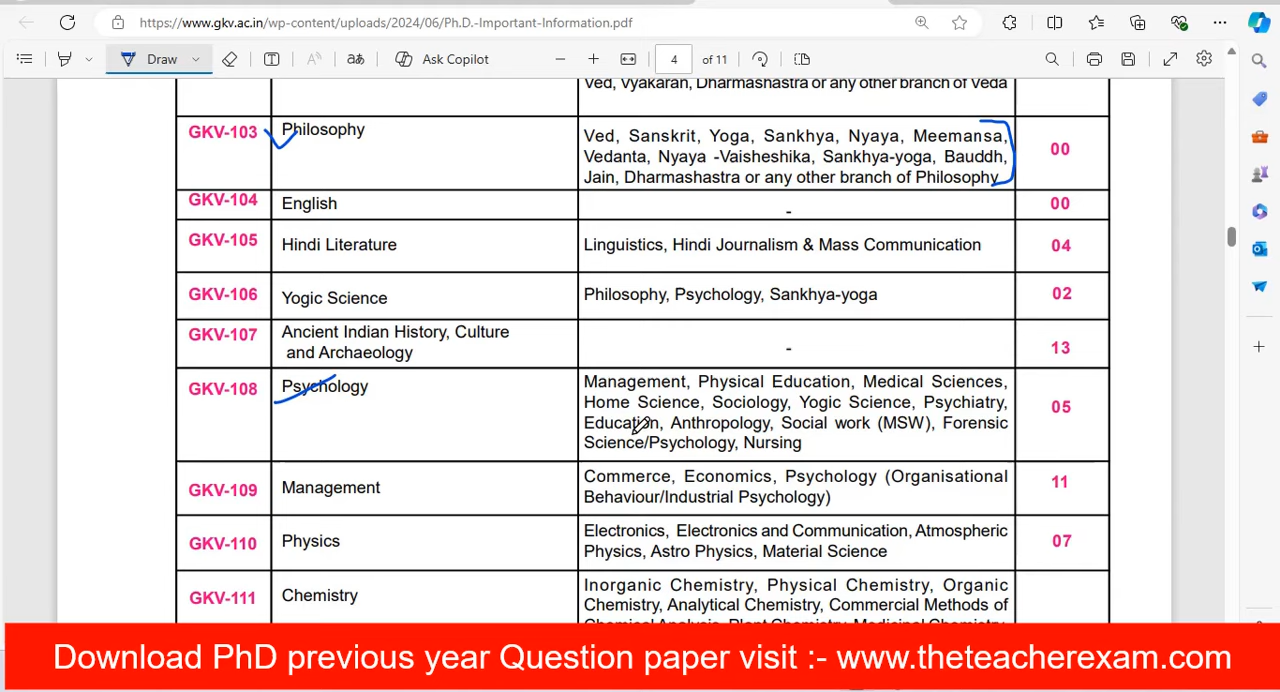 https://www.gkv.ac.in/wp-content/uploads/2024/06/Ph.D.-Important-Information.pdf
Draw
Ask Copilot
4 of 11
Ved, Vyakaran, Dharmashastra or any other branch of Veda
GKV-103 Philosophy
Ved, Sanskrit, Yoga, Sankhya, Nyaya, Meemansa,
Vedanta, Nyaya -Vaisheshika, Sankhya-yoga, Bauddh,
Jain, Dharmashastra or any other branch of Philosophy
00
GKV-104 English - 00
GKV-105 Hindi Literature Linguistics, Hindi Journalism & Mass Communication 04
GKV-106 Yogic Science Philosophy, Psychology, Sankhya-yoga 02
GKV-107 Ancient Indian History, Culture
and Archaeology
- 13
GKV-108 Psychology
Management, Physical Education, Medical Sciences,
Home Science, Sociology, Yogic Science, Psychiatry,
Education, Anthropology, Social work (MSW), Forensic
Science/Psychology, Nursing
05
GKV-109 Management
Commerce, Economics, Psychology (Organisational
Behaviour/Industrial Psychology)
11
GKV-110 Physics
Electronics, Electronics and Communication, Atmospheric
Physics, Astro Physics, Material Science
07
GKV-111 Chemistry
Inorganic Chemistry, Physical Chemistry, Organic
Chemistry, Analytical Chemistry, Commercial Methods of
Chemical Analysis, Plant Chemistry, Medicinal Chemistry,
Download PhD previous year Question paper visit :- www.theteacherexam.com